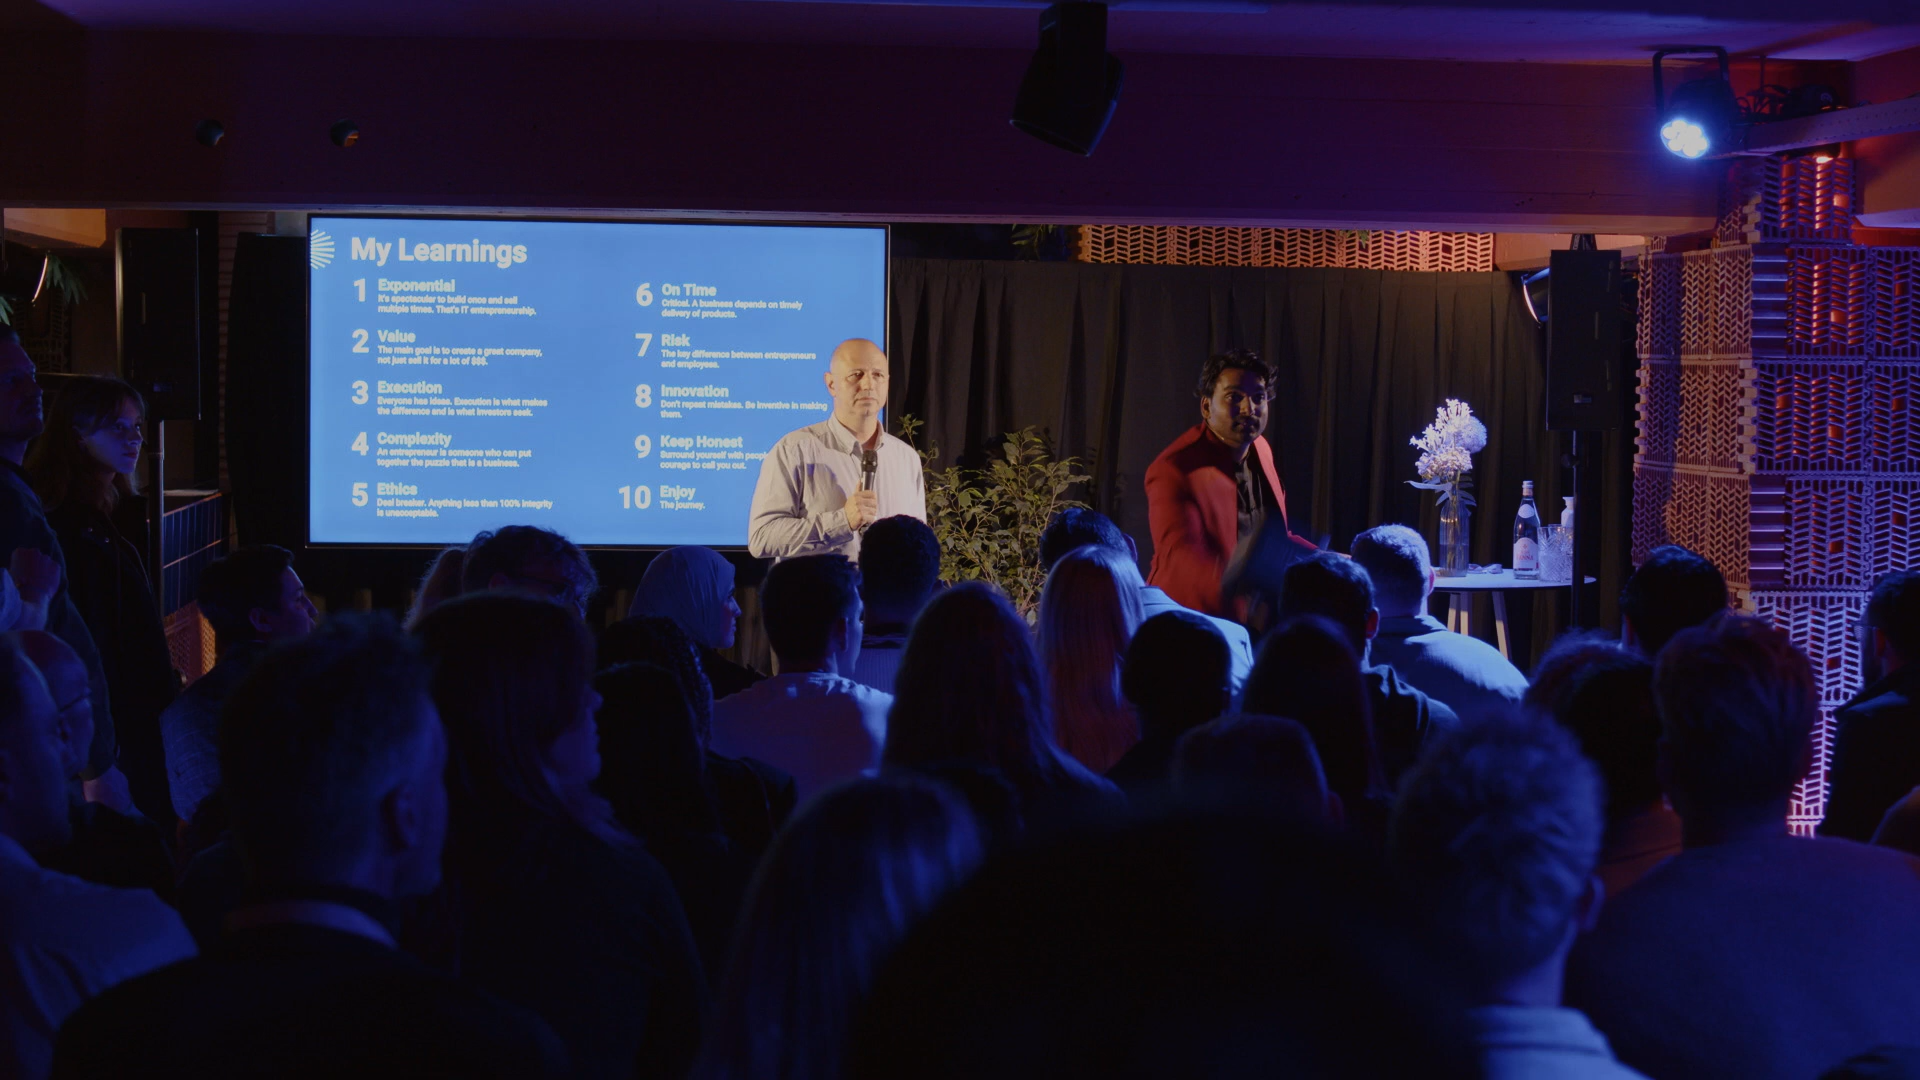 My Learnings
1 Exponential
It's spectacular to build once and sell
multiple times. That's IT entrepreneurship.
2 Value
The main goal is to create a great company,
not just sell it for a lot of $$$.
3 Execution
Everyone has ideas. Execution is what makes
the difference and is what investors seek.
4 Complexity
An entrepreneur is someone who can put
together the puzzle that is a business.
5 Ethics
Deal breaker. Anything less than 100% integrity
is unacceptable.
6 On Time
Critical. A business depends on timely
delivery of products.
7 Risk
The key difference between entrepreneurs
and employees.
8 Innovation
Don't repeat mistakes. Be inventive in making
them.
9 Keep Honest
Surround yourself with
courage to call you out.
10 Enjoy
The journey.